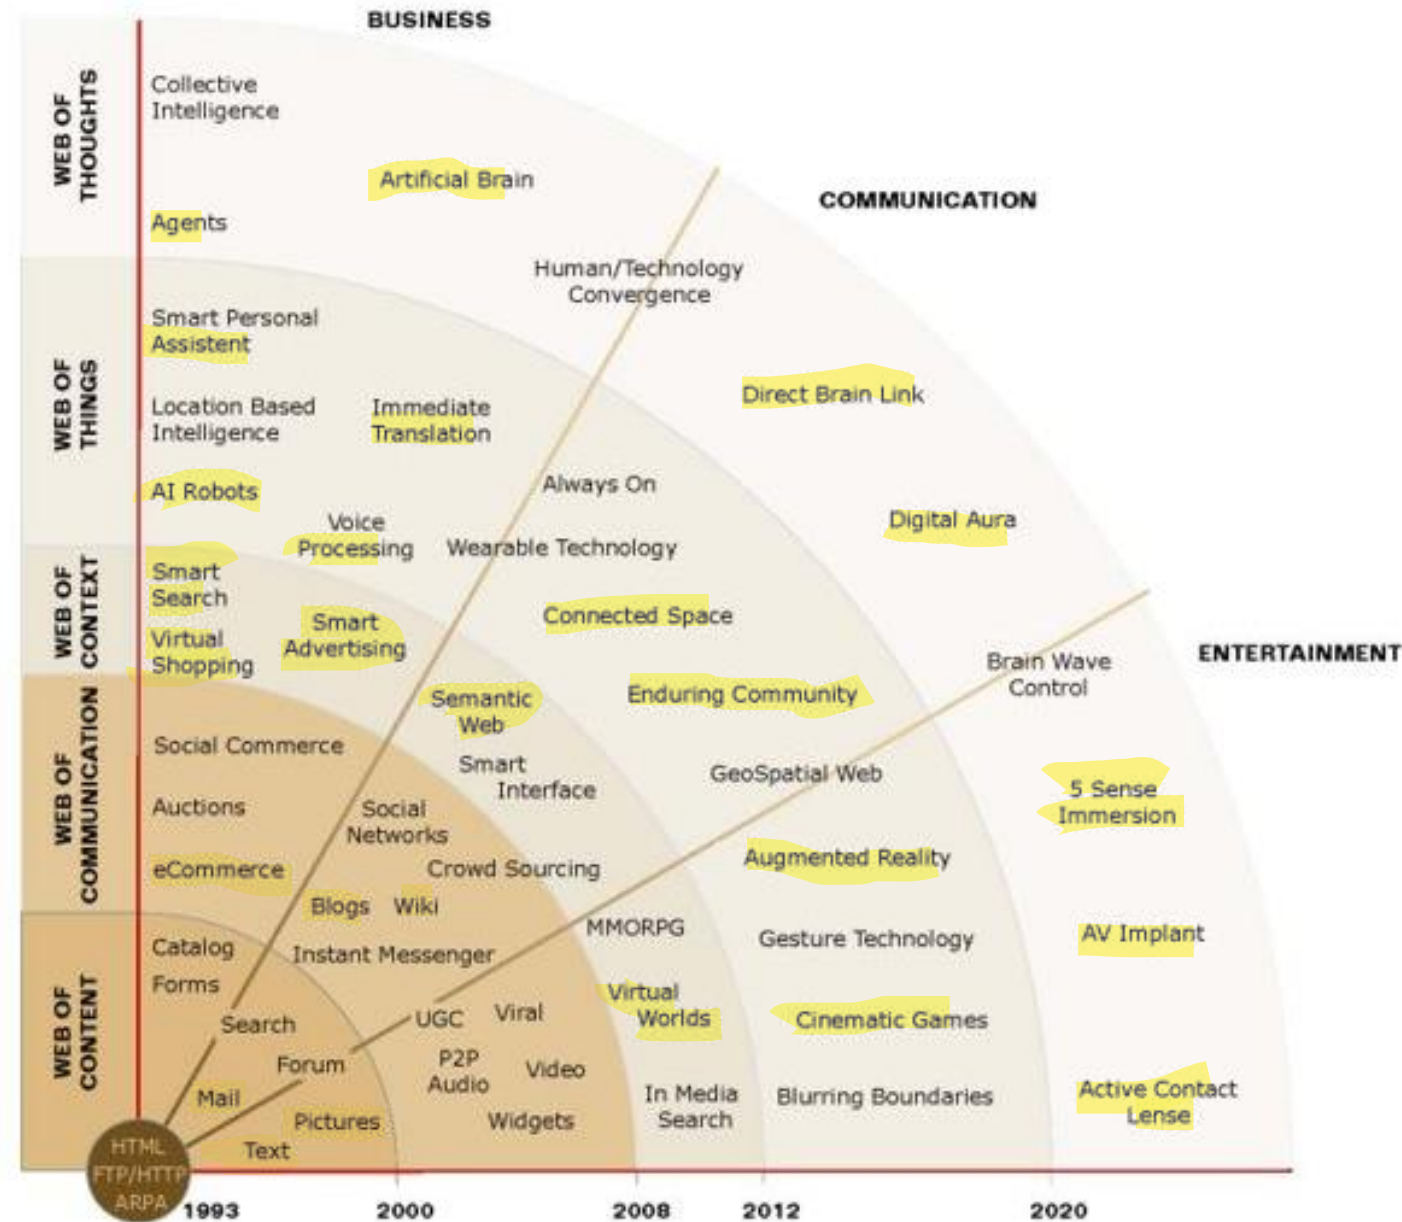 BUSINESS
COMMUNICATION
ENTERTAINMENT
WEB OF
THOUGHTS
Collective
Intelligence
Artificial Brain
Agents
Human/Technology
Convergence
Direct Brain Link
Digital Aura
Brain Wave
Control
5 Sense
Immersion
AV Implant
Active Contact
Lense
WEB OF
THINGS
Smart Personal
Assistent
Location Based
Intelligence
Immediate
Translation
AI Robots
Voice
Processing
Always On
Wearable Technology
Connected Space
Enduring Community
GeoSpatial Web
Augmented Reality
Gesture Technology
Cinematic Games
Blurring Boundaries
WEB OF
CONTEXT
Smart
Search
Virtual
Shopping
Smart
Advertising
Semantic
Web
Smart
Interface
MMORPG
Virtual
Worlds
In Media
Search
WEB OF
COMMUNICATION
Social Commerce
Auctions
eCommerce
Social
Networks
Crowd Sourcing
Blogs
Wiki
Instant Messenger
UGC
Viral
P2P
Audio
Video
Widgets
WEB OF
CONTENT
Catalog
Forms
Search
Forum
Mail
Pictures
Text
HTML
FTP/HTTP
ARPA
1993
2000
2008
2012
2020